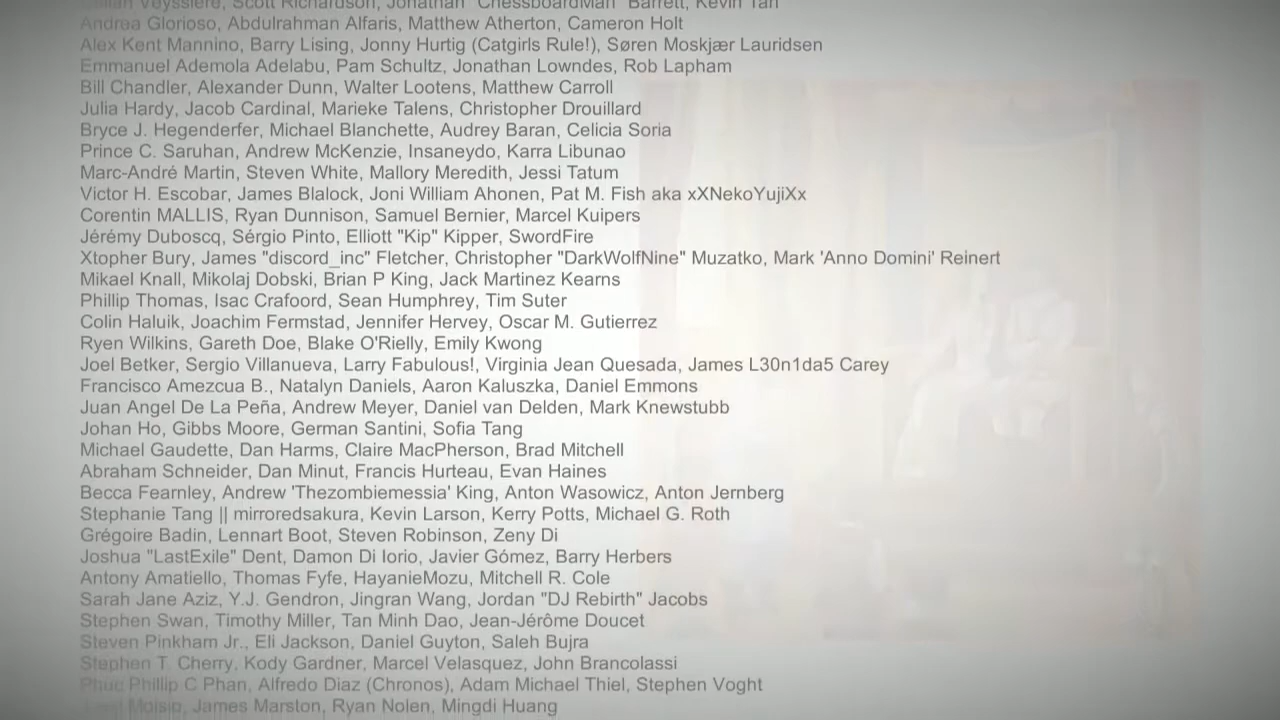 Veyssiere, Scott Richardson, Jonathan "ChessboardMan" Barrett, Kevin Tan
Andrea Glorioso, Abdulrahman Alfaris, Matthew Atherton, Cameron Holt
Alex Kent Mannino, Barry Lising, Jonny Hurtig (Catgirls Rule!), Søren Moskjær Lauridsen
Emmanuel Ademola Adelabu, Pam Schultz, Jonathan Lowndes, Rob Lapham
Bill Chandler, Alexander Dunn, Walter Lootens, Matthew Carroll
Julia Hardy, Jacob Cardinal, Marieke Talens, Christopher Drouillard
Bryce J. Hegenderfer, Michael Blanchette, Audrey Baran, Celicia Soria
Prince C. Saruhan, Andrew McKenzie, Insaneydo, Karra Libunao
Marc-André Martin, Steven White, Mallory Meredith, Jessi Tatum
Victor H. Escobar, James Blalock, Joni William Ahonen, Pat M. Fish aka xXNekoYujiXx
Corentin MALLIS, Ryan Dunnison, Samuel Bernier, Marcel Kuipers
Jérémy Duboscq, Sérgio Pinto, Elliott "Kip" Kipper, SwordFire
Xtopher Bury, James "discord_inc" Fletcher, Christopher "DarkWolfNine" Muzatko, Mark 'Anno Domini' Reinert
Mikael Knall, Mikolaj Dobski, Brian P King, Jack Martinez Kearns
Phillip Thomas, Isac Crafoord, Sean Humphrey, Tim Suter
Colin Haluik, Joachim Fermstad, Jennifer Hervey, Oscar M. Gutierrez
Ryen Wilkins, Gareth Doe, Blake O'Rielly, Emily Kwong
Joel Betker, Sergio Villanueva, Larry Fabulous!, Virginia Jean Quesada, James L30n1da5 Carey
Francisco Amezcua B., Natalyn Daniels, Aaron Kaluszka, Daniel Emmons
Juan Angel De La Peña, Andrew Meyer, Daniel van Delden, Mark Knewstubb
Johan Ho, Gibbs Moore, German Santini, Sofia Tang
Michael Gaudette, Dan Harms, Claire MacPherson, Brad Mitchell
Abraham Schneider, Dan Minut, Francis Hurteau, Evan Haines
Becca Fearnley, Andrew 'Thezombiemessia' King, Anton Wasowicz, Anton Jernberg
Stephanie Tang || mirroredsakura, Kevin Larson, Kerry Potts, Michael G. Roth
Grégoire Badin, Lennart Boot, Steven Robinson, Zeny Di
Joshua "LastExile" Dent, Damon Di Iorio, Javier Gómez, Barry Herbers
Antony Amatiello, Thomas Fyfe, HayanieMozu, Mitchell R. Cole
Sarah Jane Aziz, Y.J. Gendron, Jingran Wang, Jordan "DJ Rebirth" Jacobs
Stephen Swan, Timothy Miller, Tan Minh Dao, Jean-Jérôme Doucet
Steven Pinkham Jr., Eli Jackson, Daniel Guyton, Saleh Bujra
Stephen T. Cherry, Kody Gardner, Marcel Velasquez, John Brancolassi
Phuc Phillip C Phan, Alfredo Diaz (Chronos), Adam Michael Thiel, Stephen Voght
Moisio, James Marston, Ryan Nolen, Mingdi Huang